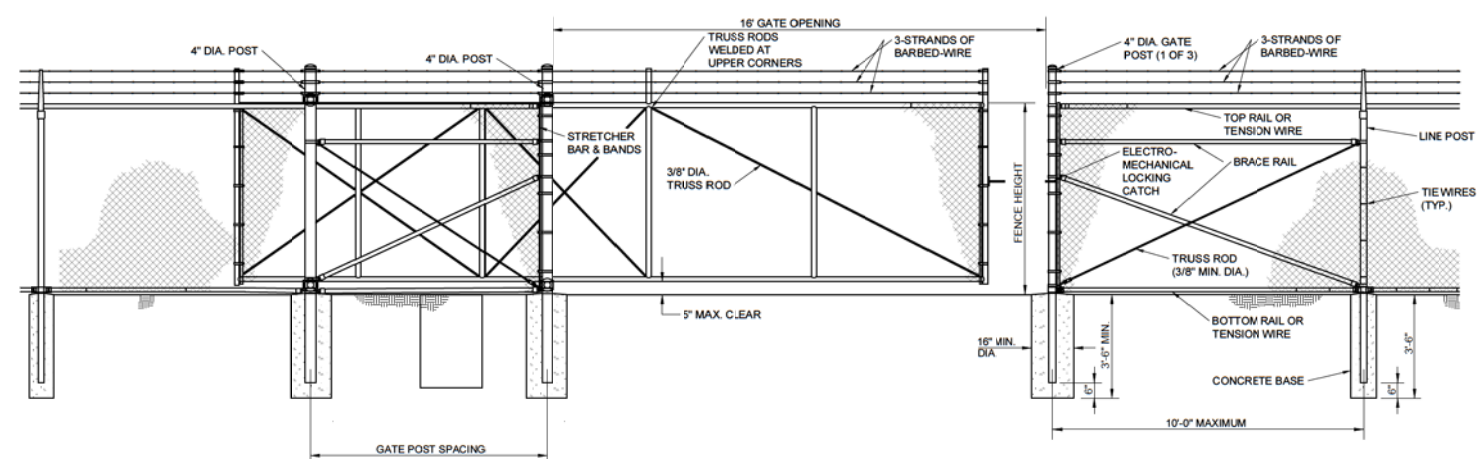 16' GATE OPENING
4" DIA. POST
4" DIA. POST
TRUSS RODS
WELDED AT
UPPER CORNERS
3-STRANDS OF
BARBED-WIRE
4" DIA. GATE
POST (1 OF 3)
3-STRANDS OF
BARBED-WIRE
STRETCHER
BAR & BANDS
3/8' DIA.
TRUSS ROD
FENCE HEIGHT
ELECTRO-
MECHANICAL
LOCKING
CATCH
TOP RAIL OR
TENSION WIRE
BRACE RAIL
LINE POST
TIE WIRES
(TYP.)
TRUSS ROD
(3/8" MIN. DIA.)
5" MAX. CLEAR
BOTTOM RAIL OR
TENSION WIRE
16" MIN.
DIA
3'-6" MIN.
6"
CONCRETE BASE
3'-6"
6"
10'-0" MAXIMUM
GATE POST SPACING